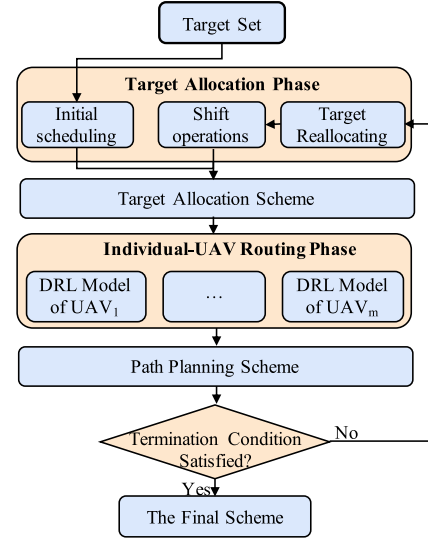 Target Set
Target Allocation Phase
Initial
scheduling
Shift
operations
Target
Reallocating
Target Allocation Scheme
Individual-UAV Routing Phase
DRL Model
of UAV₁
...
DRL Model
of UAVₘ
Path Planning Scheme
Termination Condition
Satisfied?
No
Yes
The Final Scheme